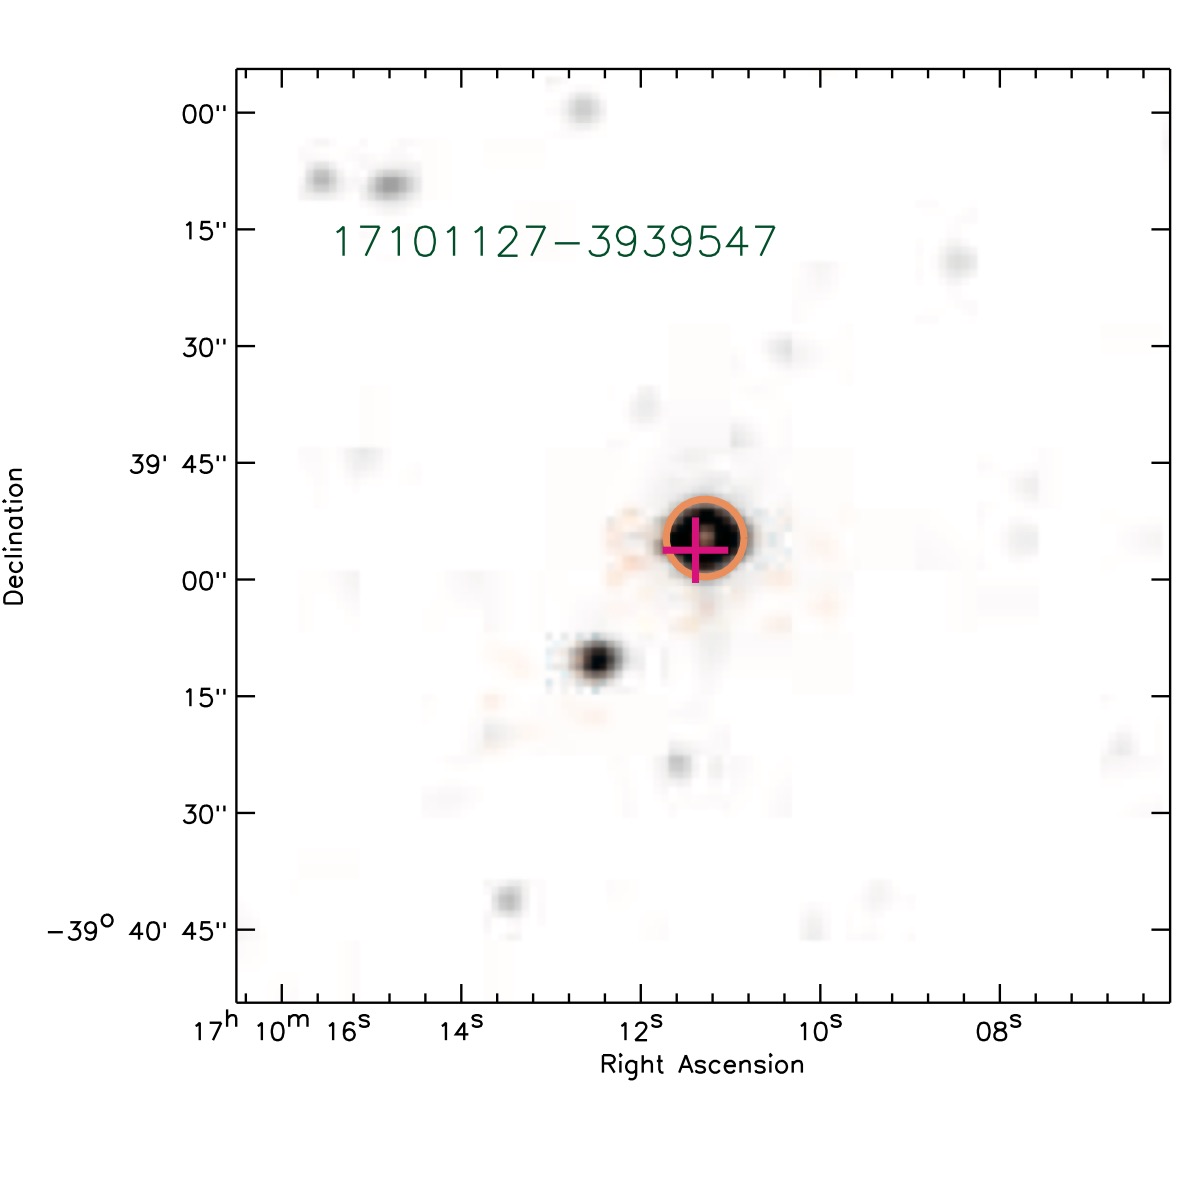 00"
15"
17101127-3939547
30"
39' 45"
00"
15"
30"
-39° 40' 45"
17h 10m 16s 14s 12s 10s 08s
Right Ascension
Declination